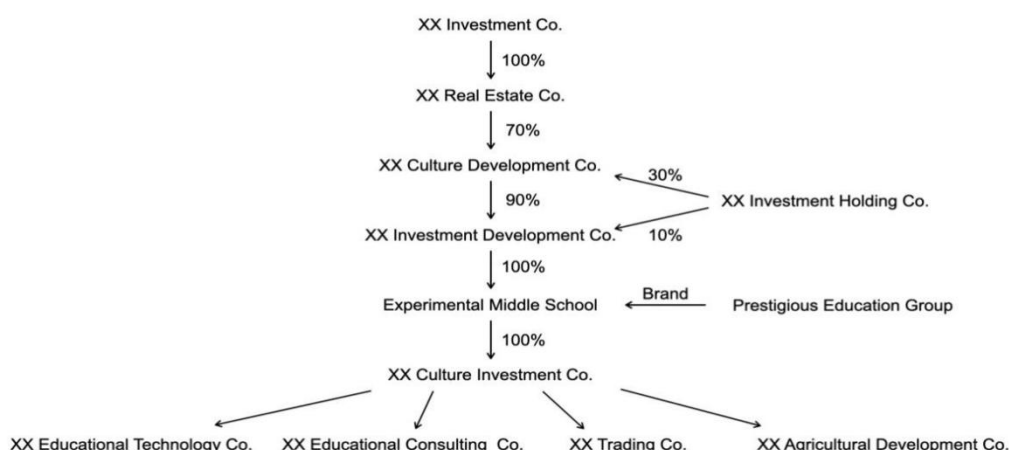 XX Investment Co.
100%
XX Real Estate Co.
70%
XX Culture Development Co.
30%
90%
XX Investment Holding Co.
XX Investment Development Co.
10%
100%
Experimental Middle School
Brand
Prestigious Education Group
100%
XX Culture Investment Co.
XX Educational Technology Co.
XX Educational Consulting Co.
XX Trading Co.
XX Agricultural Development Co.